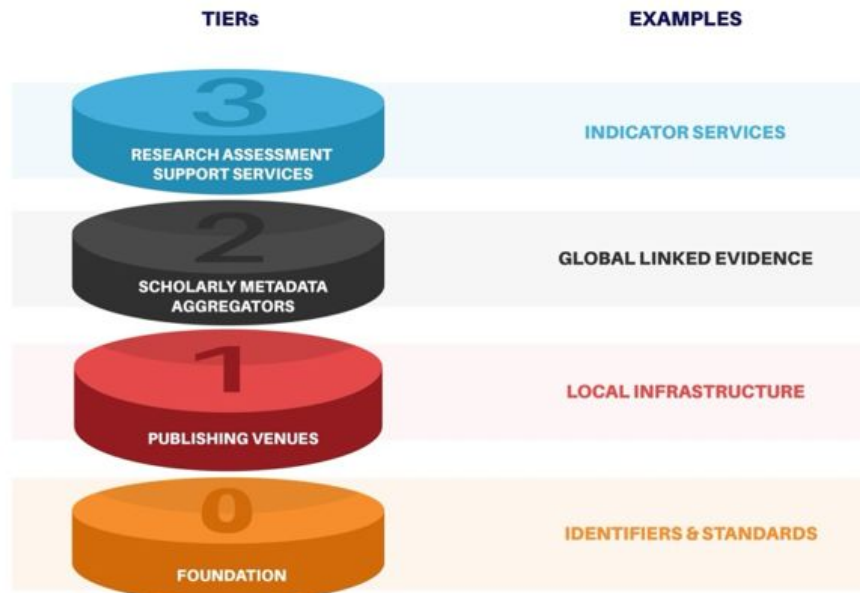 TIERs
EXAMPLES
3
RESEARCH ASSESSMENT
SUPPORT SERVICES
INDICATOR SERVICES
2
SCHOLARLY METADATA
AGGREGATORS
GLOBAL LINKED EVIDENCE
1
PUBLISHING VENUES
LOCAL INFRASTRUCTURE
0
FOUNDATION
IDENTIFIERS & STANDARDS